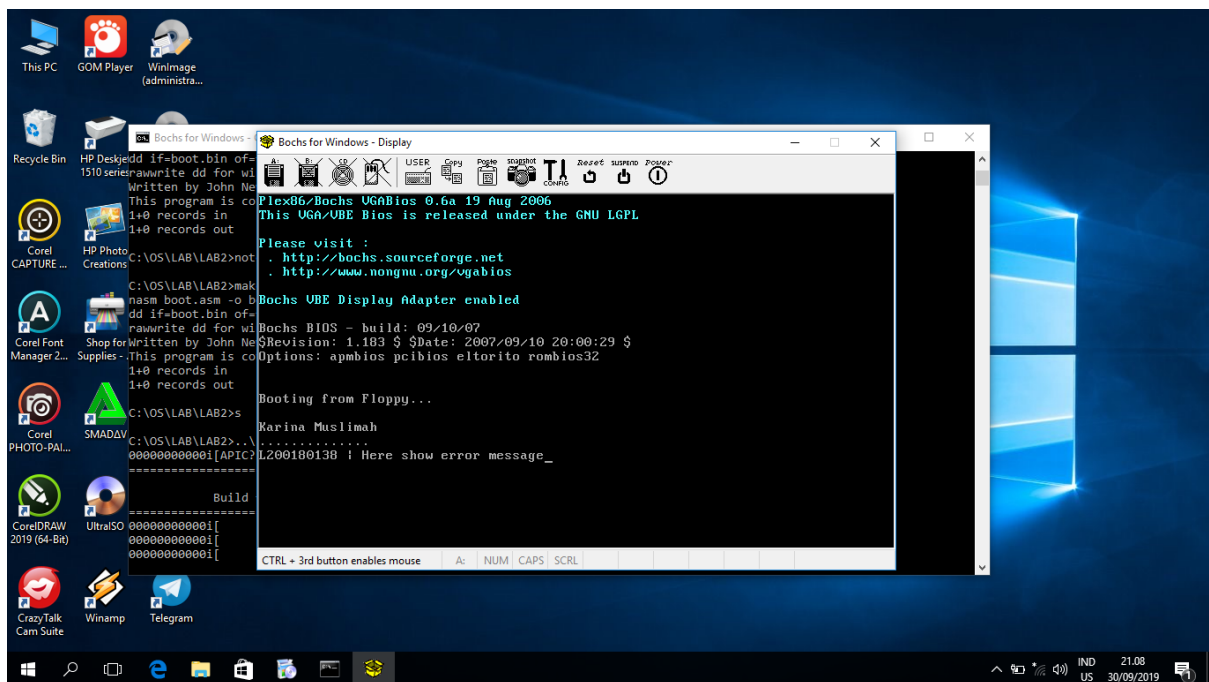 This PC
GOM Player
WinImage
(administra...
Recycle Bin
HP Deskjet
1510 series
Corel
CAPTURE ...
HP Photo
Creations
Corel Font
Manager 2...
Shop for
Supplies -
Corel
PHOTO-PAI...
SMADAV
CorelDRAW
2019 (64-Bit)
UltraISO
CrazyTalk
Cam Suite
Winamp
Telegram
Bochs for Windows -
dd if=boot.bin of=
rawwrite dd for wi
Written by John Ne
This program is co
1+0 records in
1+0 records out
C:\OS\LAB\LAB2>not
C:\OS\LAB\LAB2>mak
nasm boot.asm -o b
dd if=boot.bin of=
rawwrite dd for wi
Written by John Ne
This program is co
1+0 records in
1+0 records out
C:\OS\LAB\LAB2>s
C:\OS\LAB\LAB2>..\
00000000000i[APIC?
==================
Build
==================
00000000000i[
00000000000i[
00000000000i[
Bochs for Windows - Display
A:
B:
CD
USER
Copy
Paste
snapshot
CONFIG
Reset
SUSPEND
Power
Plex86/Bochs VGABios 0.6a 19 Aug 2006
This VGA/VBE Bios is released under the GNU LGPL
Please visit :
. http://bochs.sourceforge.net
. http://www.nongnu.org/vgabios
Bochs VBE Display Adapter enabled
Bochs BIOS - build: 09/10/07
$Revision: 1.183 $ $Date: 2007/09/10 20:00:29 $
Options: apmbios pcibios eltorito rombios32
Booting from Floppy...
Karina Muslimah
..............
L200180138 | Here show error message_
CTRL + 3rd button enables mouse
A:
NUM
CAPS
SCRL
IND
US
21.08
30/09/2019